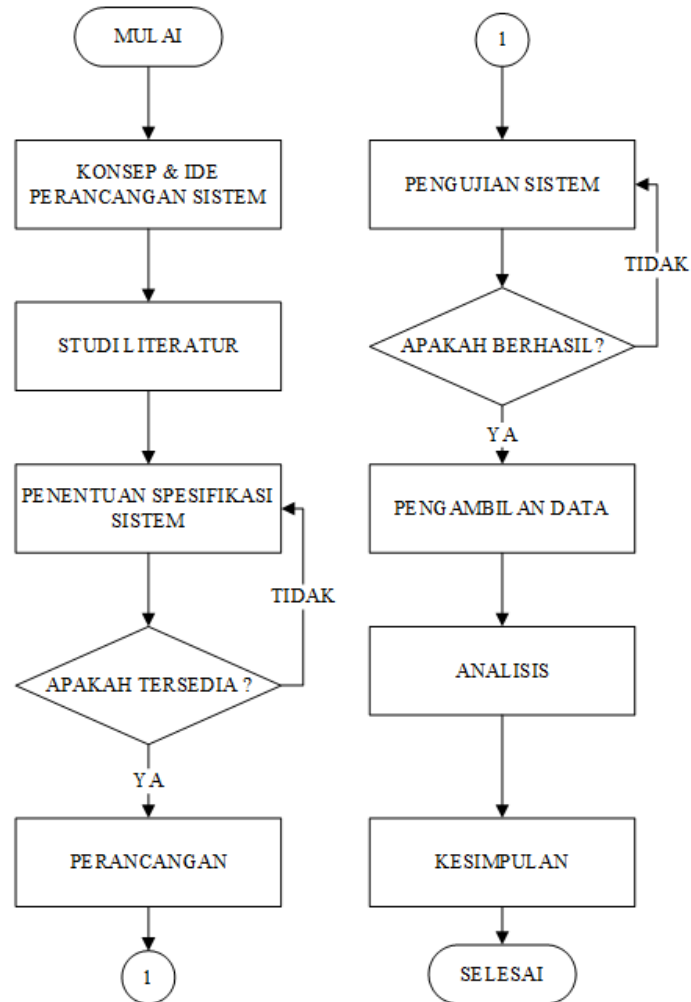 MULAI
KONSEP & IDE
PERANCANGAN SISTEM
STUDI LITERATUR
PENENTUAN SPESIFIKASI
SISTEM
TIDAK
APAKAH TERSEDIA ?
YA
PERANCANGAN
1
1
PENGUJIAN SISTEM
TIDAK
APAKAH BERHASIL ?
YA
PENGAMBILAN DATA
ANALISIS
KESIMPULAN
SELESAI